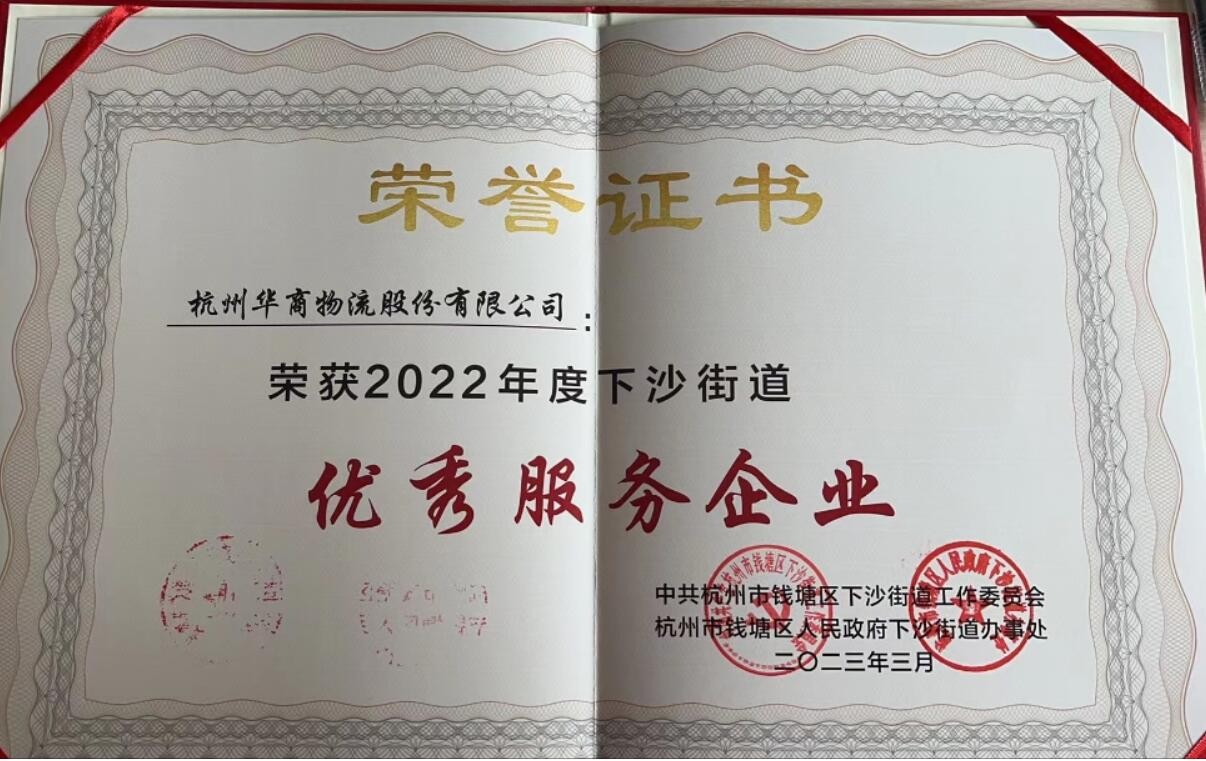 荣誉证书
杭州华商物流股份有限公司：
荣获2022年度下沙街道
优秀服务企业
中共杭州市钱塘区下沙街道工作委员会
杭州市钱塘区人民政府下沙街道办事处
二〇二三年三月